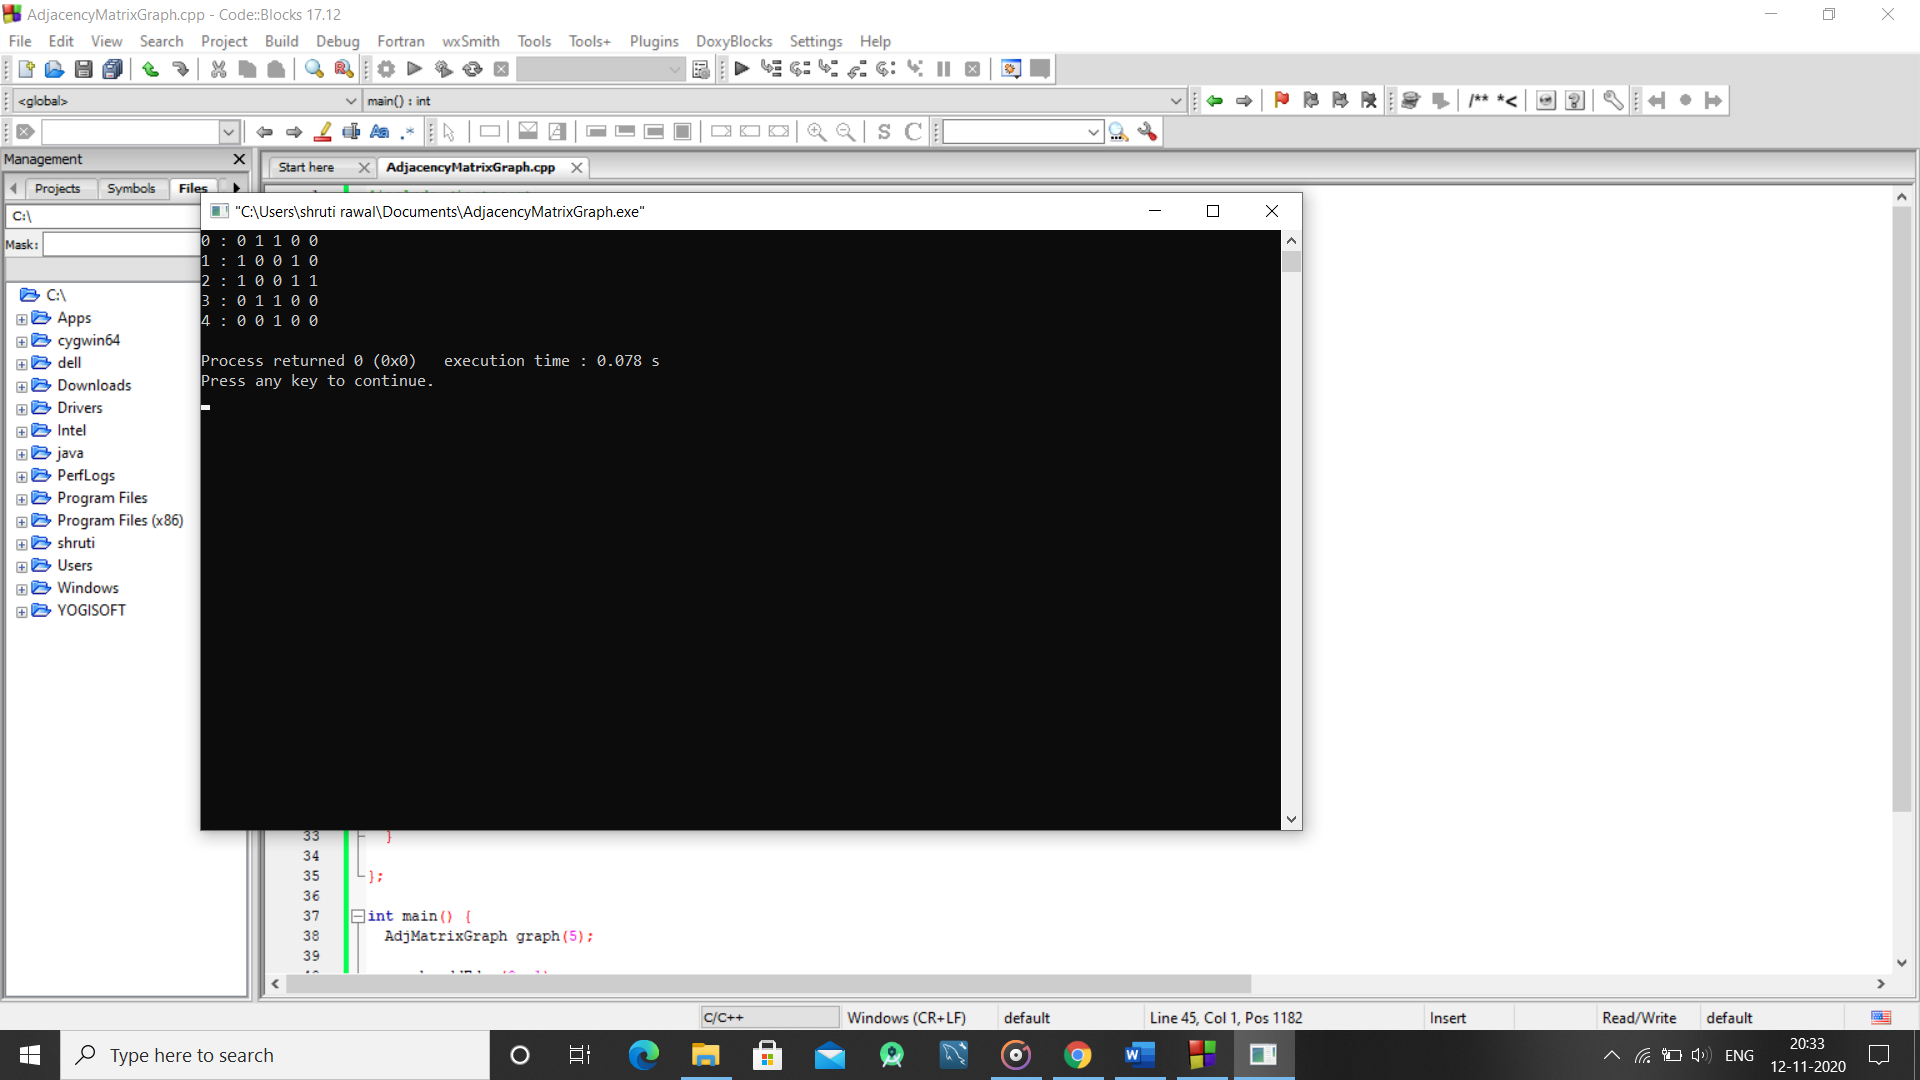 AdjacencyMatrixGraph.cpp - Code::Blocks 17.12
File Edit View Search Project Build Debug Fortran wxSmith Tools Tools+ Plugins DoxyBlocks Settings Help
<global> main() : int /** *<
S C
Management
Start here AdjacencyMatrixGraph.cpp
Projects Symbols Files
C:\
Mask:
"C:\Users\shruti rawal\Documents\AdjacencyMatrixGraph.exe"
0 : 0 1 1 0 0
1 : 1 0 0 1 0
2 : 1 0 0 1 1
3 : 0 1 1 0 0
4 : 0 0 1 0 0
Process returned 0 (0x0)   execution time : 0.078 s
Press any key to continue.
C:\
Apps
cygwin64
dell
Downloads
Drivers
Intel
java
PerfLogs
Program Files
Program Files (x86)
shruti
Users
Windows
YOGISOFT
33 }
34
35 };
36
37 int main() {
38 AdjMatrixGraph graph(5);
39
C/C++ Windows (CR+LF) default Line 45, Col 1, Pos 1182 Insert Read/Write default
Type here to search
ENG
20:33
12-11-2020